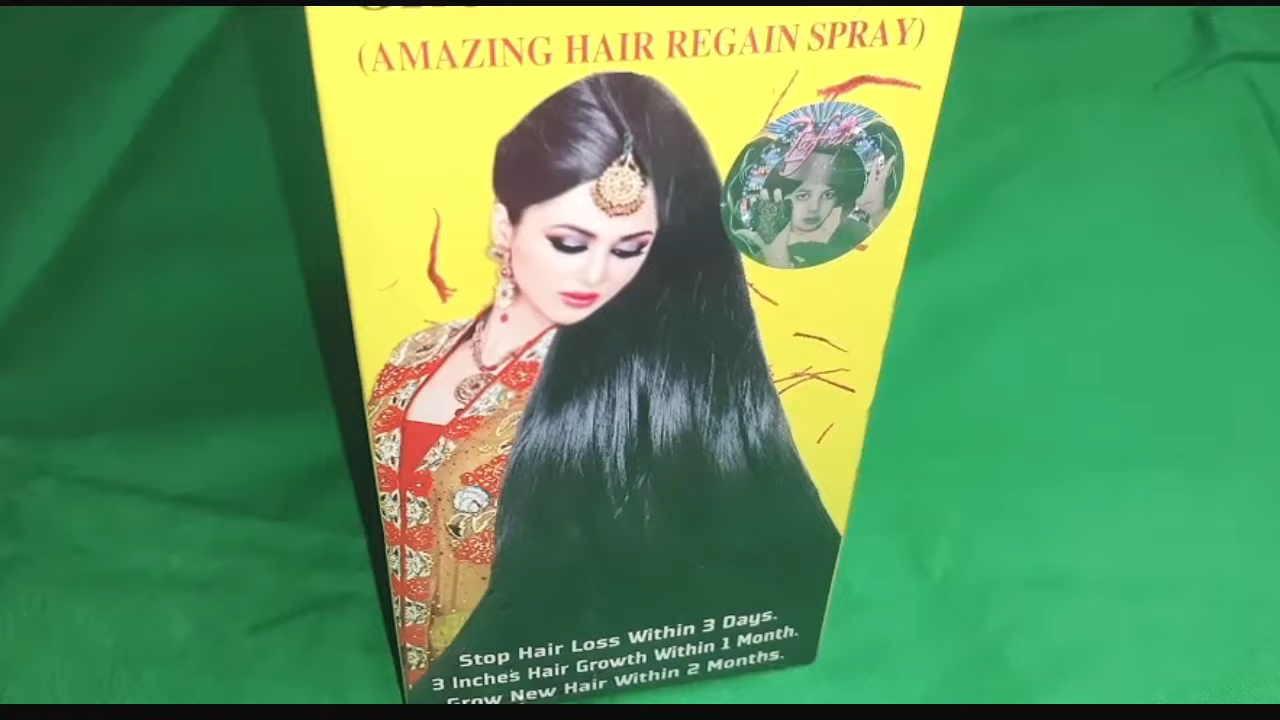 (AMAZING HAIR REGAIN SPRAY)
Stop Hair Loss Within 3 Days.
3 Inches Hair Growth Within 1 Month.
Grow New Hair Within 2 Months.